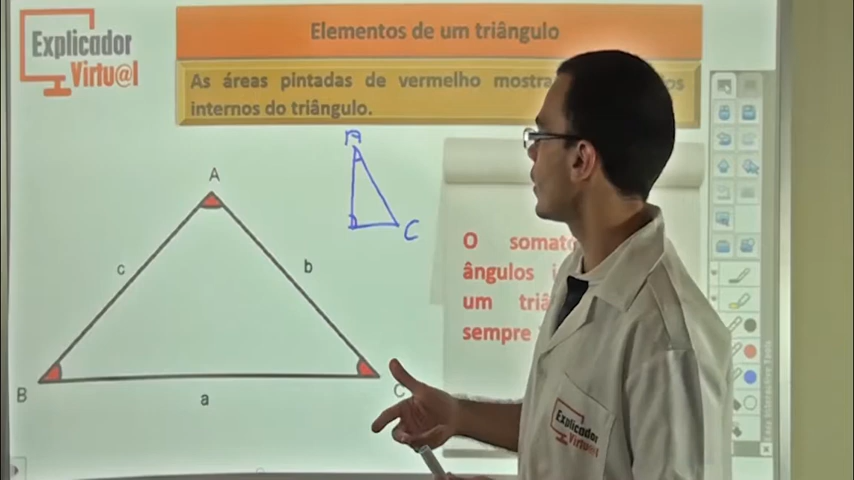 Explicador
Virtu@l
Elementos de um triângulo
As áreas pintadas de vermelho
internos do triângulo.
A
A
C
c
b
B
a
C
O
ângulos
um
sempre
Explicador
Virtu@l